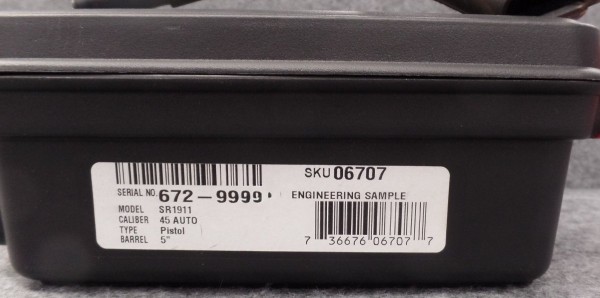 SKU 06707
SERIAL NO. 672-9999
ENGINEERING SAMPLE
MODEL SR1911
CALIBER 45 AUTO
TYPE Pistol
BARREL 5"
7 36676 06707 7